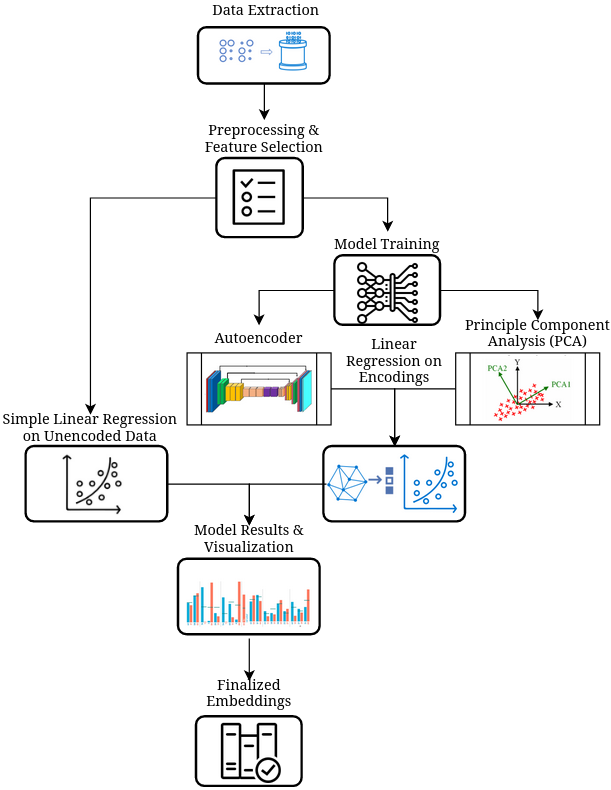 Data Extraction
Preprocessing &
Feature Selection
Model Training
Autoencoder
Principle Component
Analysis (PCA)
Linear
Regression on
Encodings
Y
PCA2
PCA1
X
Simple Linear Regression
on Unencoded Data
Model Results &
Visualization
Finalized
Embeddings